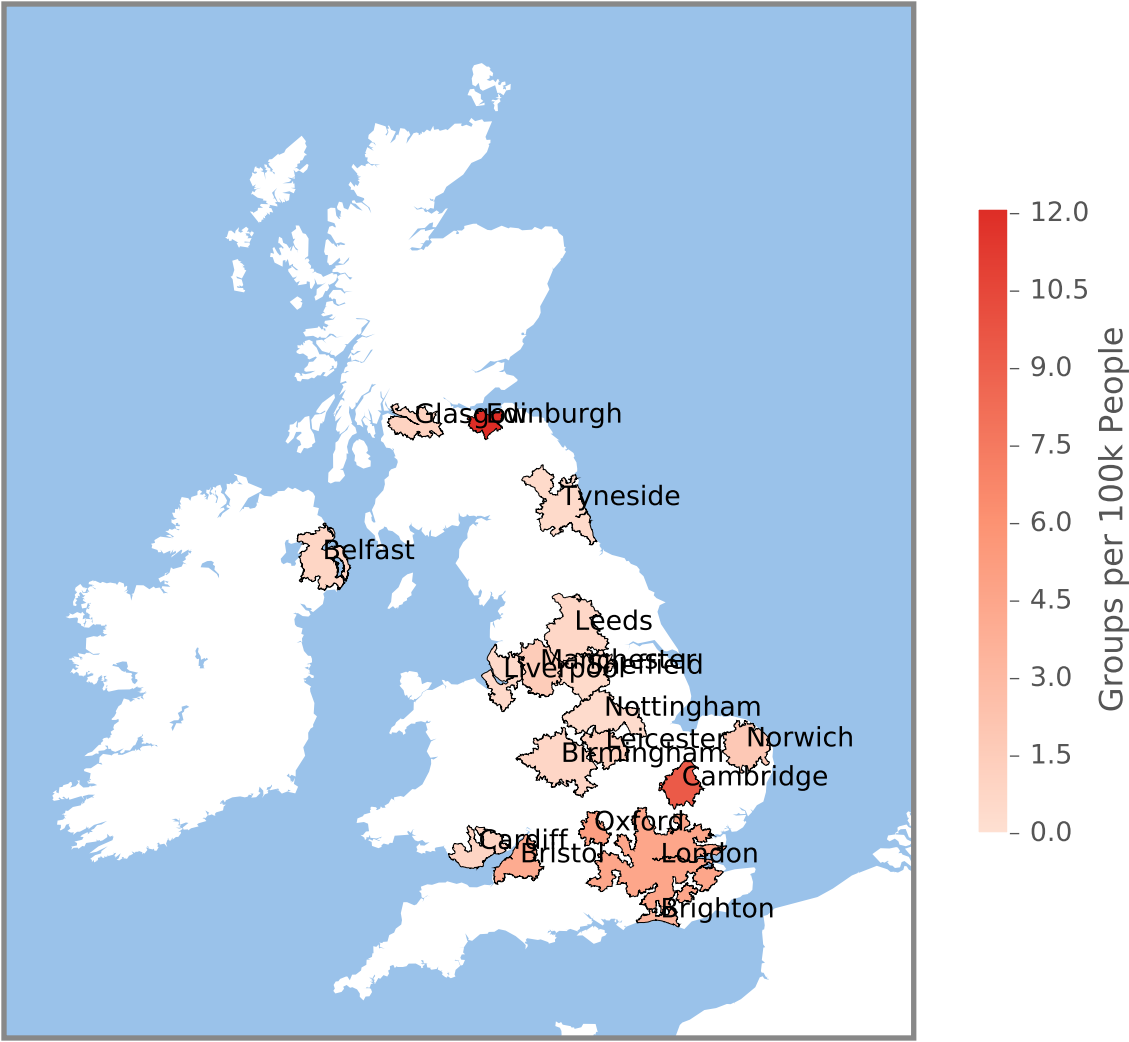 Glasgow
Edinburgh
Tyneside
Belfast
Leeds
Manchester
Sheffield
Liverpool
Nottingham
Leicester
Norwich
Birmingham
Cambridge
Oxford
Cardiff
Bristol
London
Brighton
12.0
10.5
9.0
7.5
6.0
4.5
3.0
1.5
0.0
Groups per 100k People